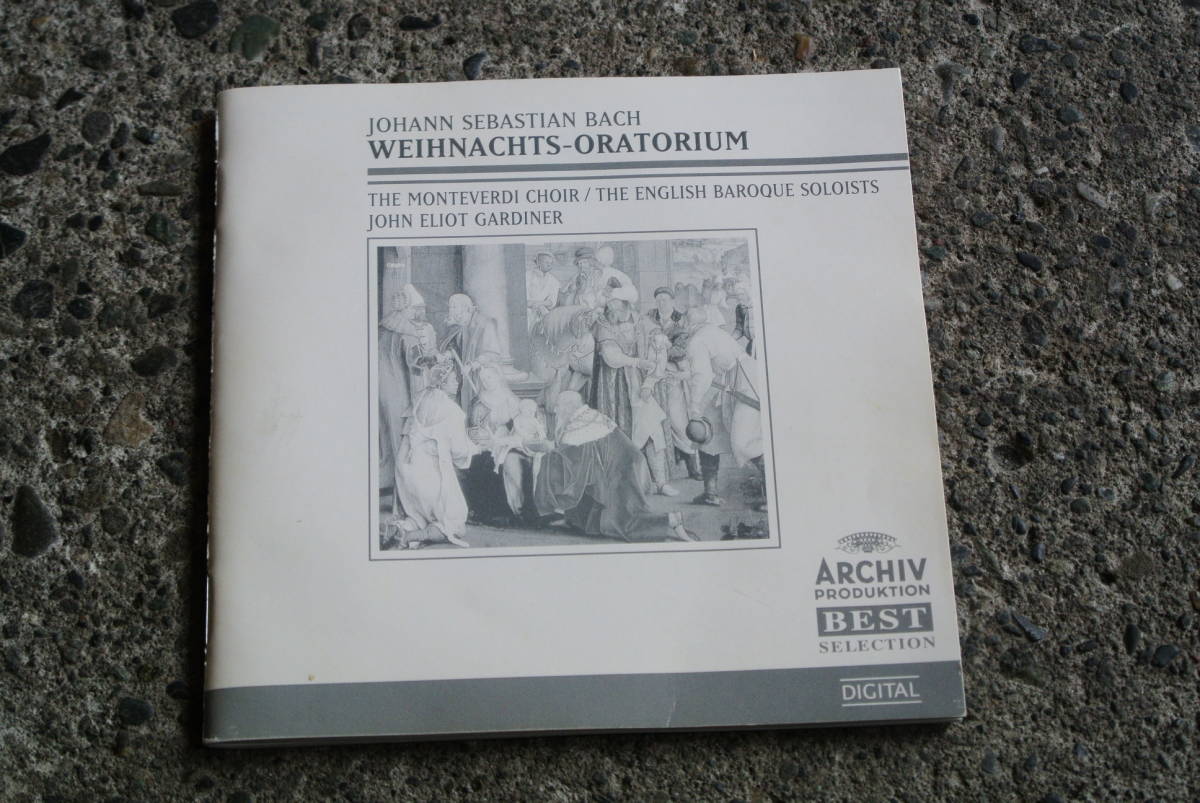 JOHANN SEBASTIAN BACH
WEIHNACHTS-ORATORIUM
THE MONTEVERDI CHOIR / THE ENGLISH BAROQUE SOLOISTS
JOHN ELIOT GARDINER
ARCHIV
PRODUKTION
BEST
SELECTION
DIGITAL